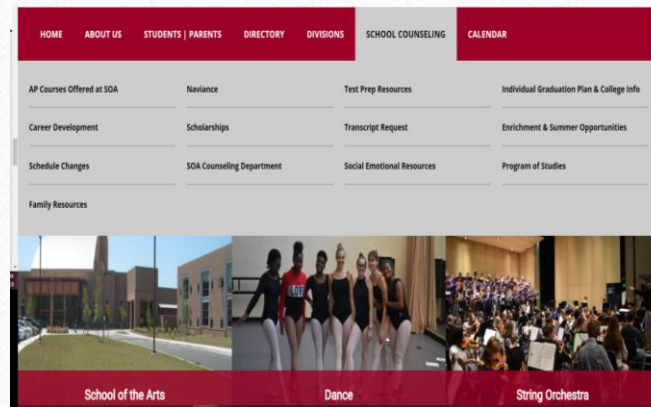 HOME ABOUT US STUDENTS | PARENTS DIRECTORY DIVISIONS SCHOOL COUNSELING CALENDAR
AP Courses Offered at SOA Naviance Test Prep Resources Individual Graduation Plan & College Info
Career Development Scholarships Transcript Request Enrichment & Summer Opportunities
Schedule Changes SOA Counseling Department Social Emotional Resources Program of Studies
Family Resources
LOVE
School of the Arts Dance String Orchestra